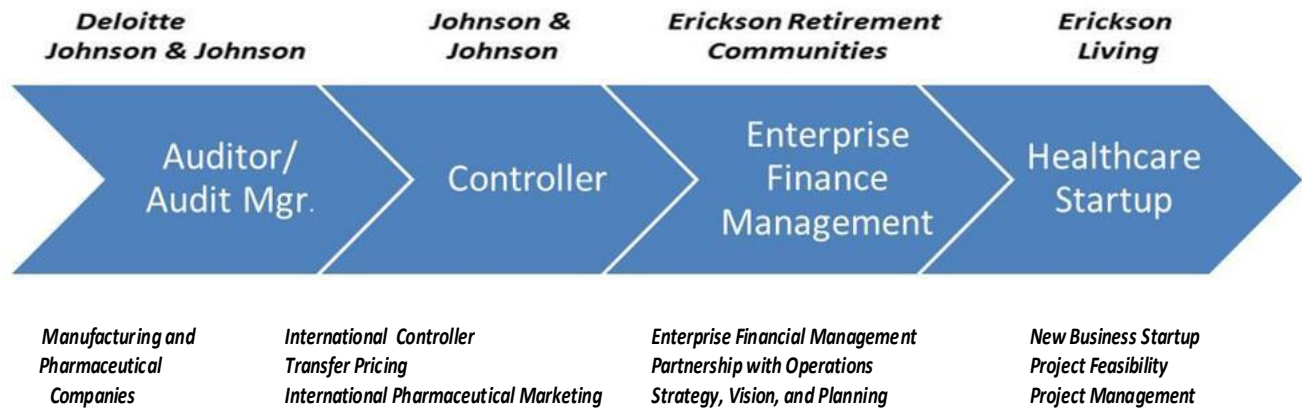 Deloitte
Johnson & Johnson
Johnson &
Johnson
Erickson Retirement
Communities
Erickson
Living
Auditor/
Audit Mgr.
Controller
Enterprise
Finance
Management
Healthcare
Startup
Manufacturing and
Pharmaceutical
Companies
International Controller
Transfer Pricing
International Pharmaceutical Marketing
Enterprise Financial Management
Partnership with Operations
Strategy, Vision, and Planning
New Business Startup
Project Feasibility
Project Management